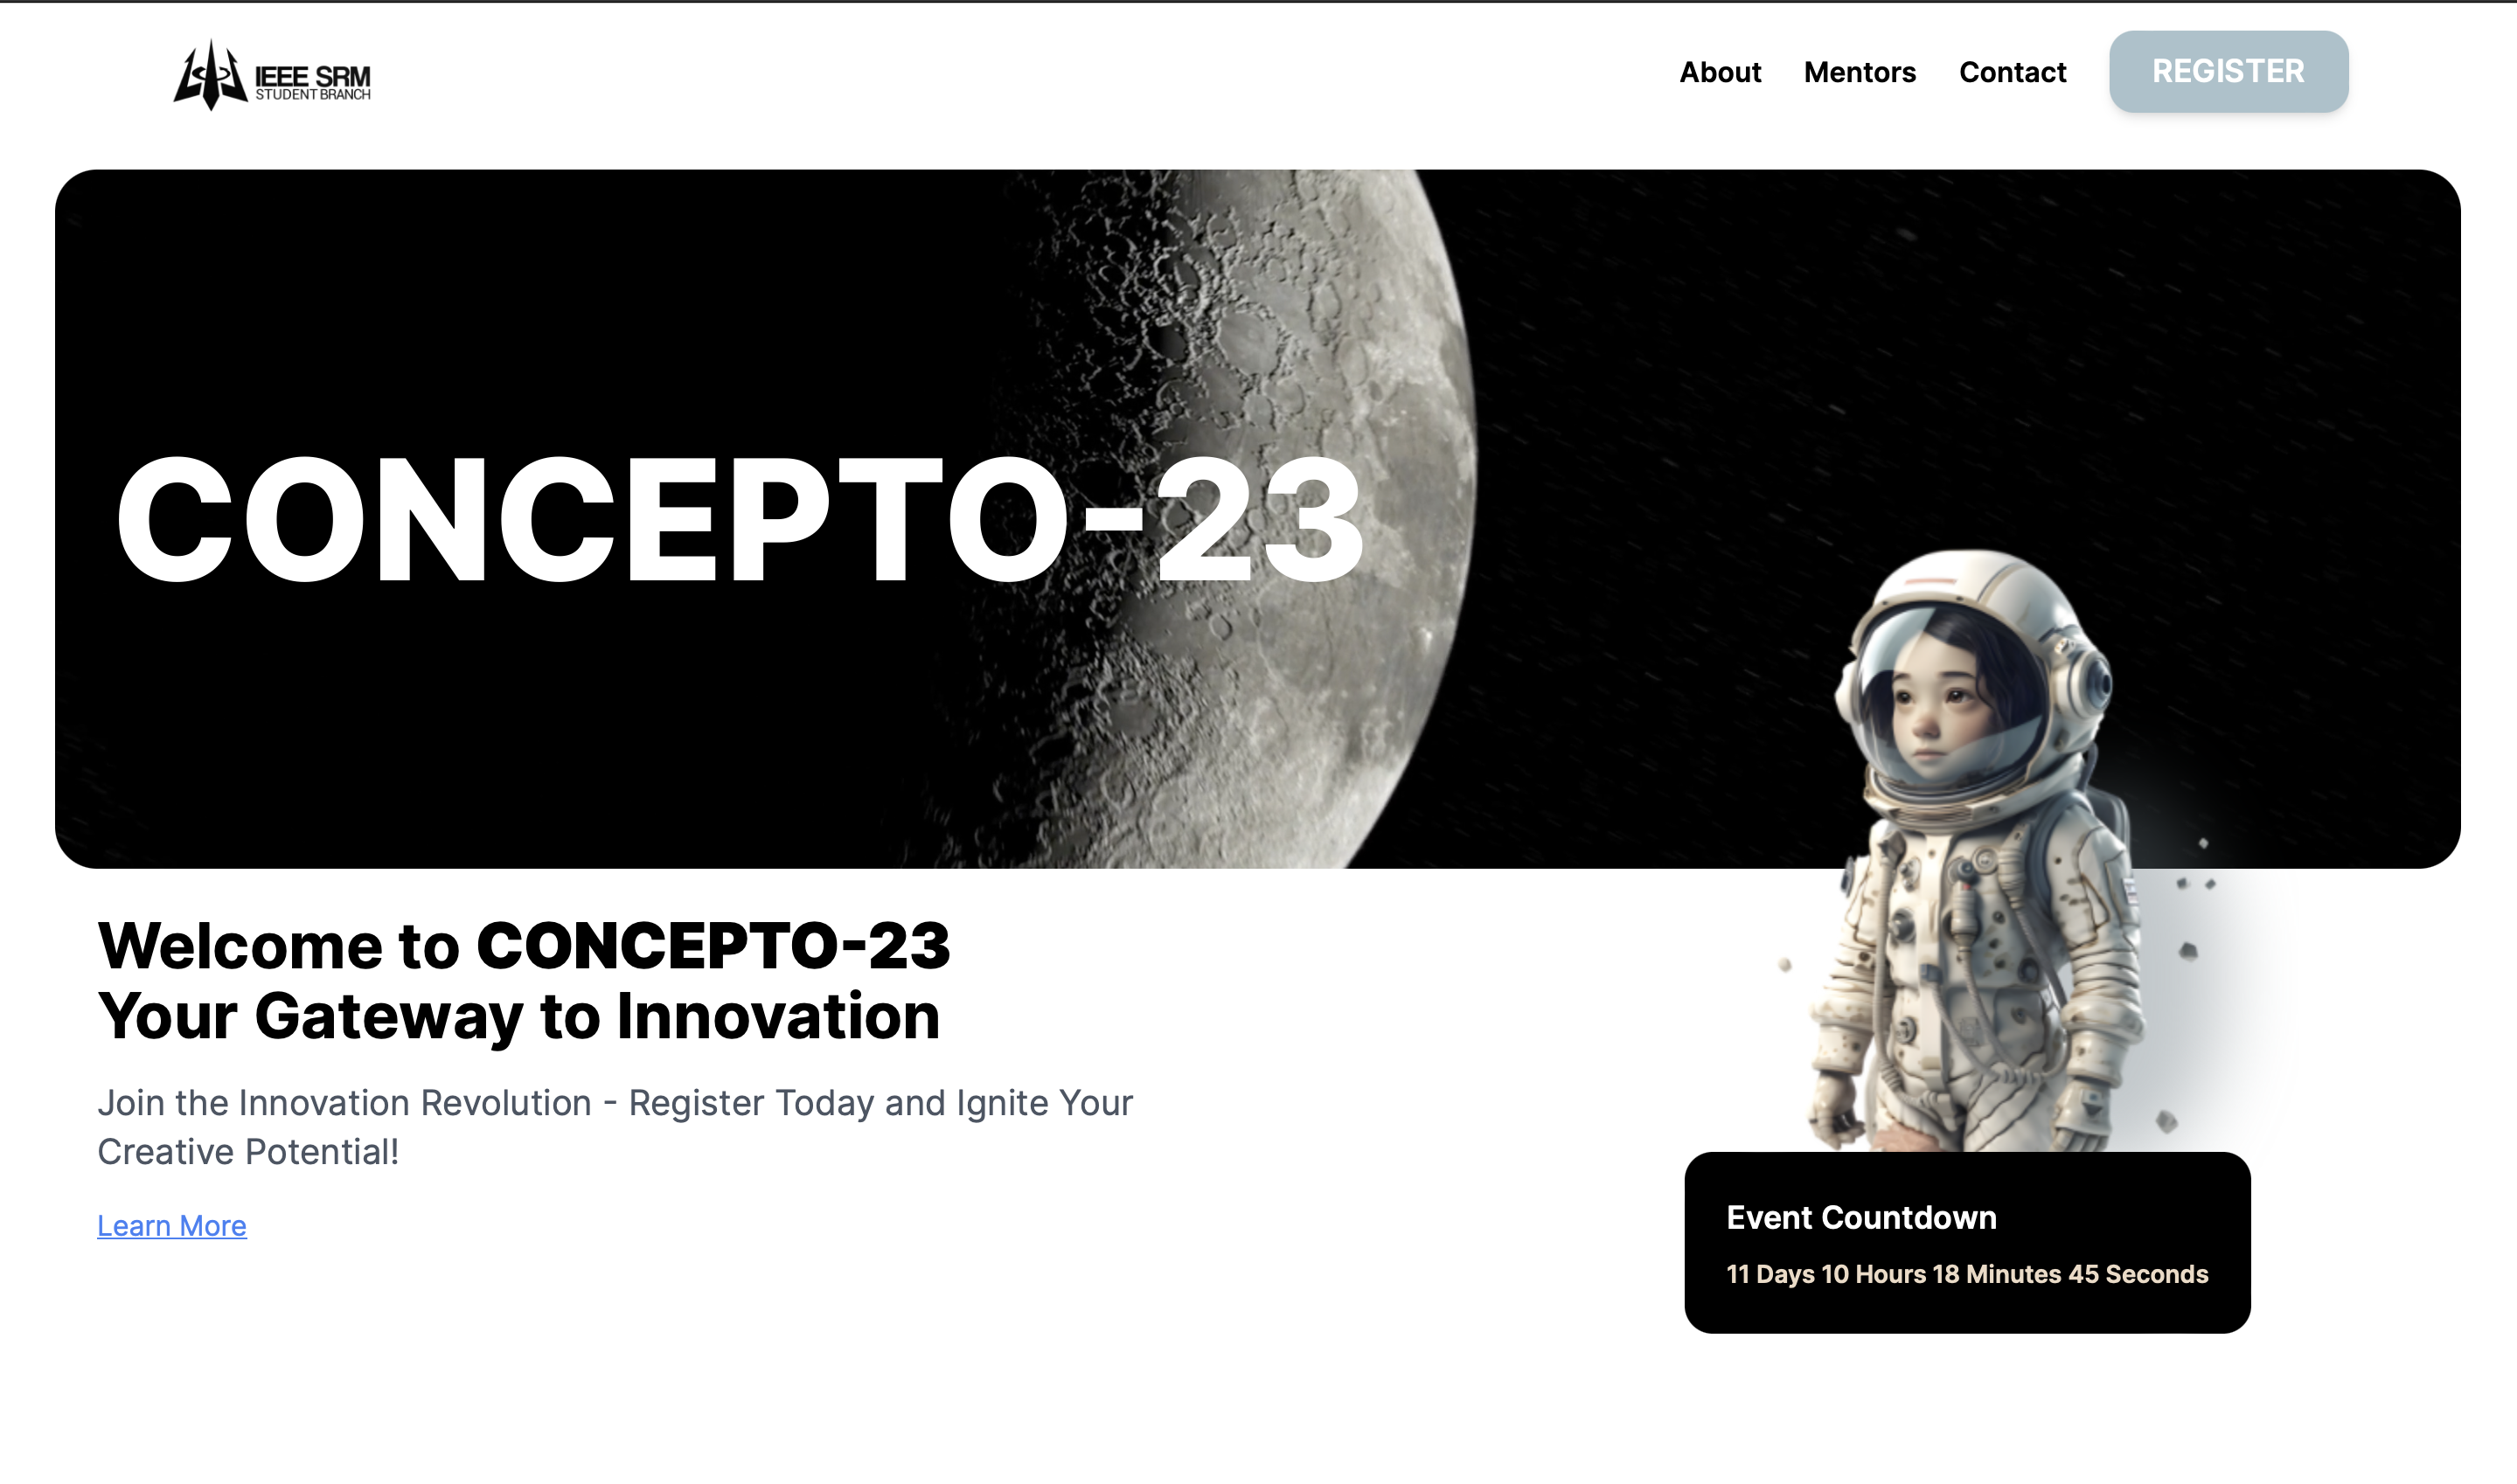 IEEE SRM
STUDENT BRANCH
About Mentors Contact REGISTER
CONCEPTO-23
Welcome to CONCEPTO-23
Your Gateway to Innovation
Join the Innovation Revolution - Register Today and Ignite Your
Creative Potential!
Learn More
Event Countdown
11 Days 10 Hours 18 Minutes 45 Seconds